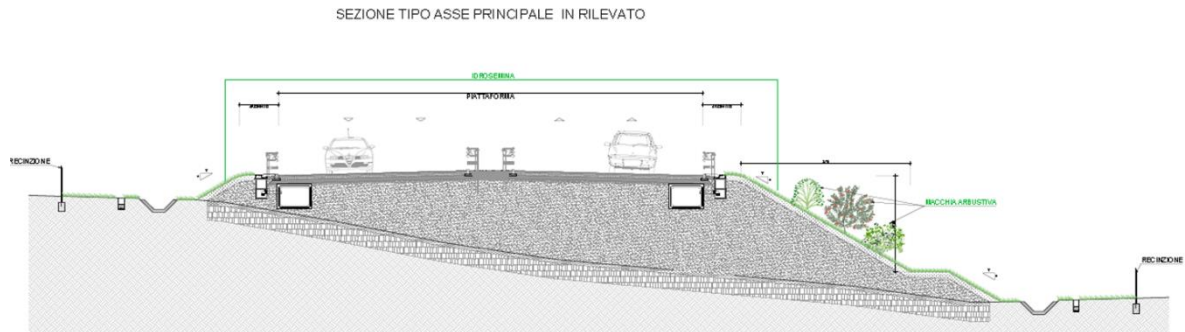 SEZIONE TIPO ASSE PRINCIPALE IN RILEVATO
IDROSEMINA
PIATTAFORMA
RECINZIONE
MACCHIA ARBUSTIVA
RECINZIONE